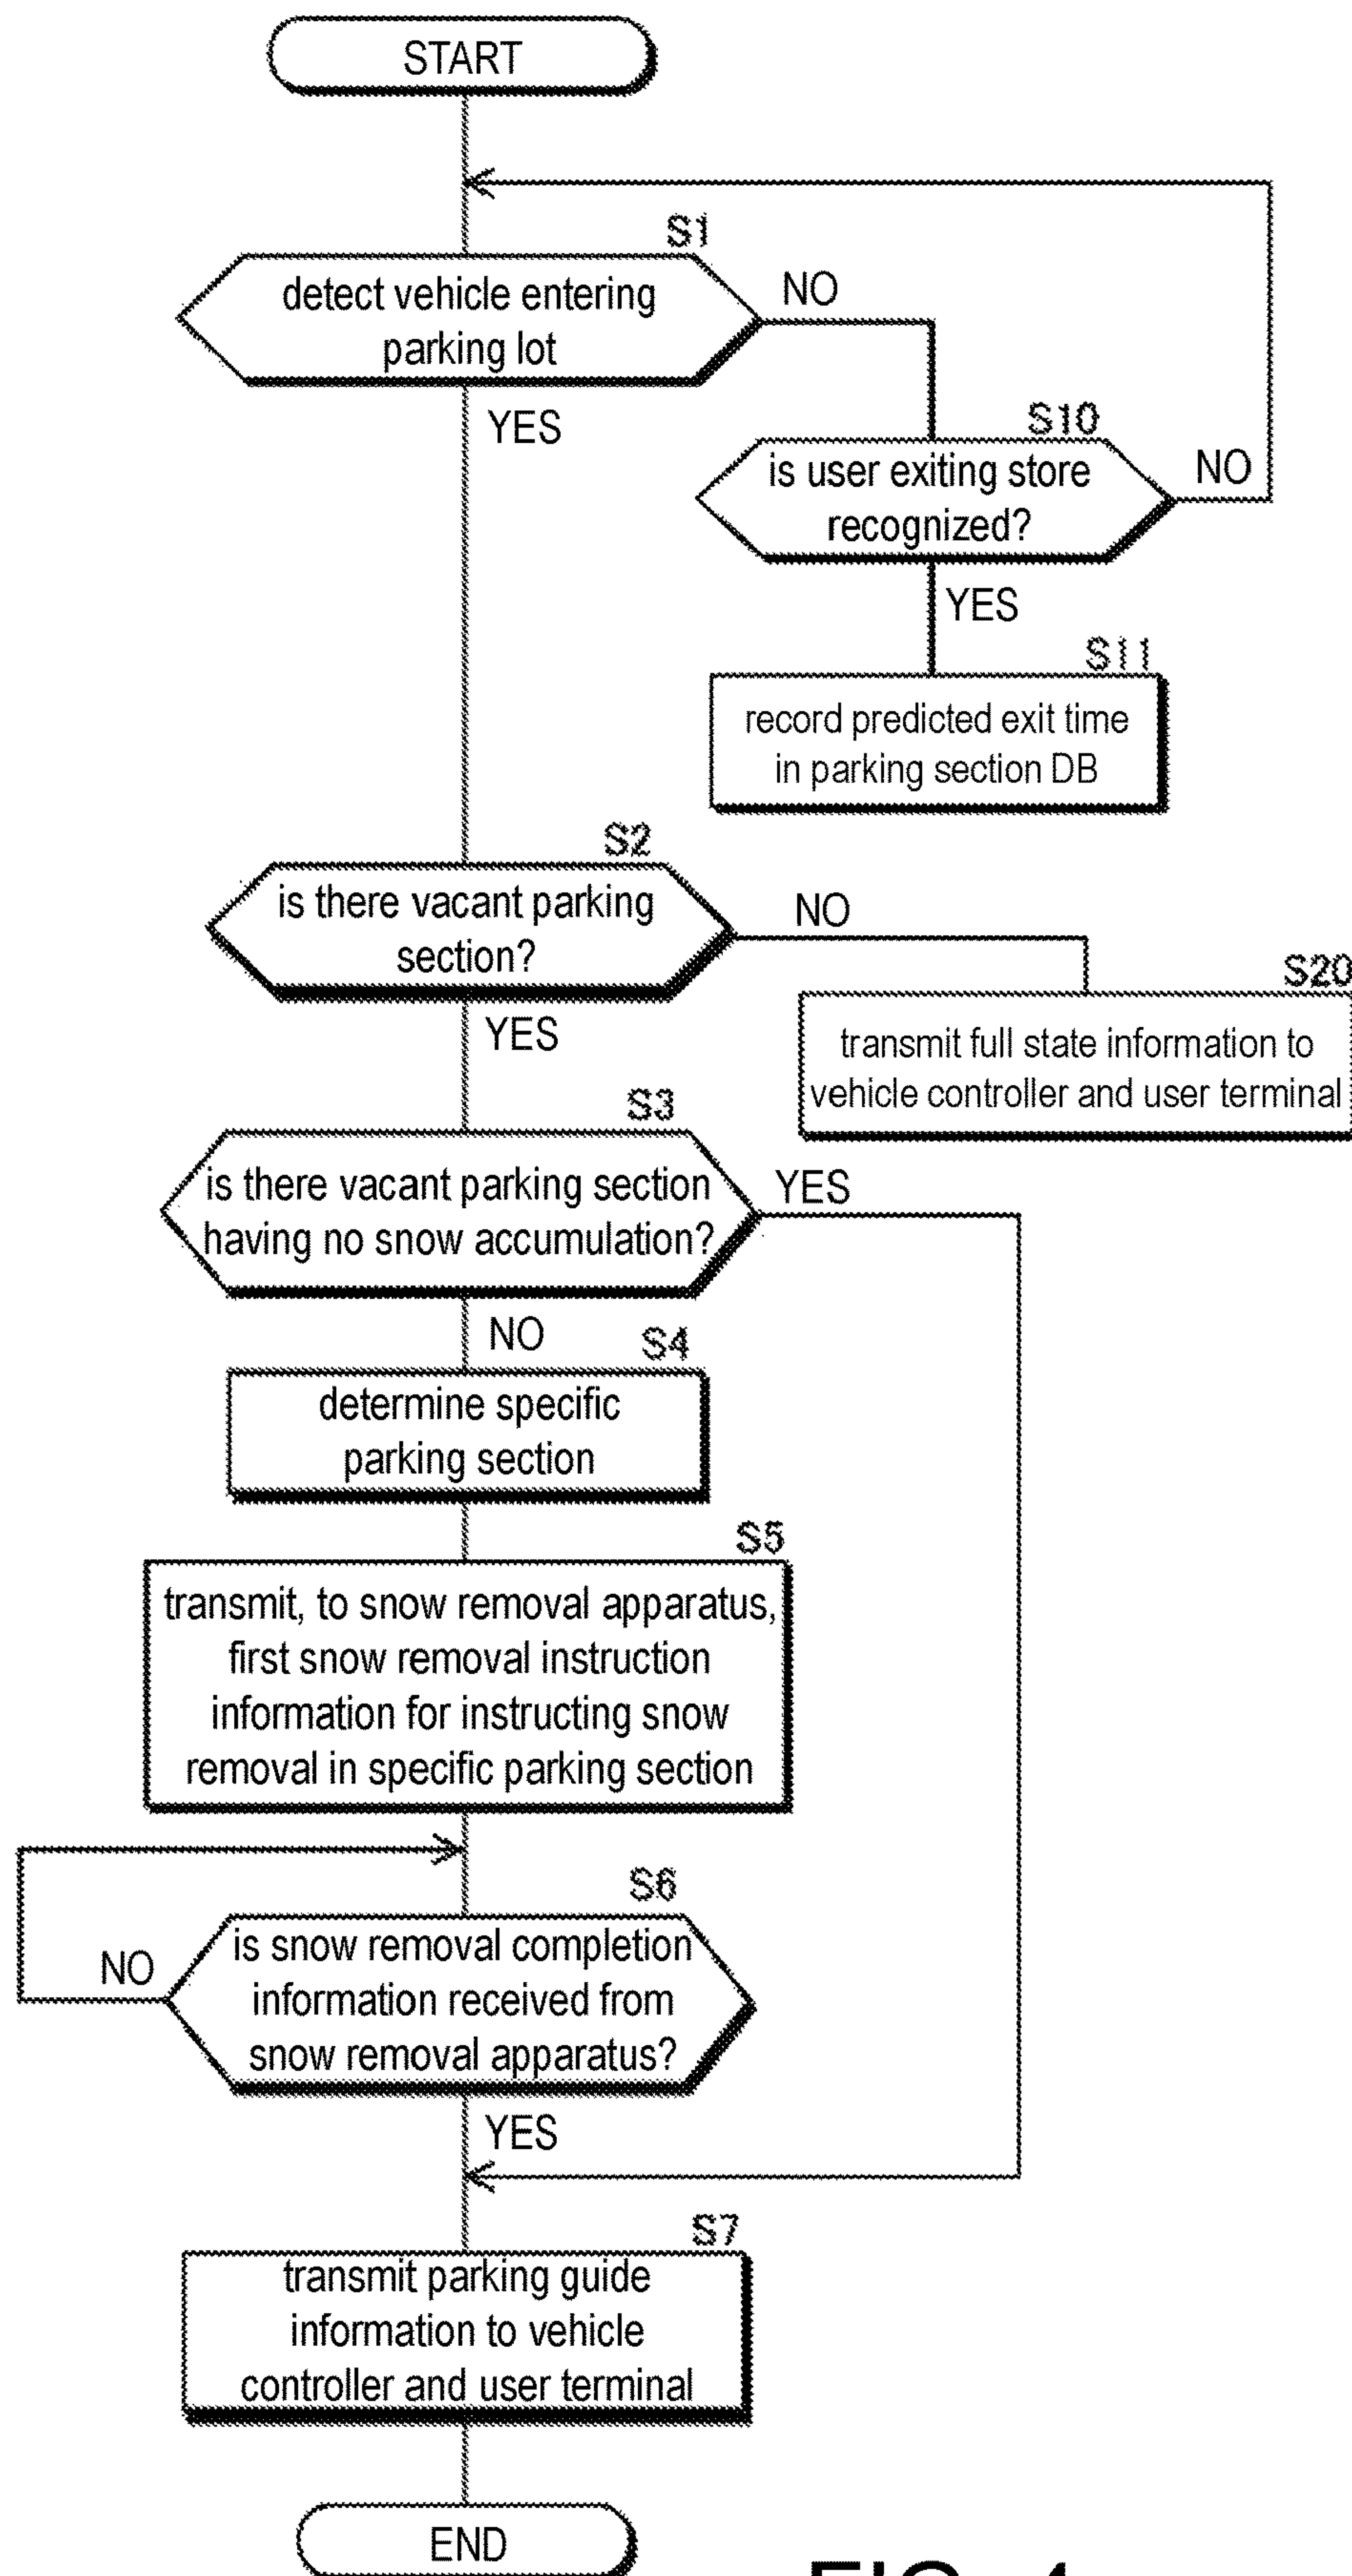 START
S1
detect vehicle entering
parking lot
NO
YES
S10
is user exiting store
recognized?
NO
YES
S11
record predicted exit time
in parking section DB
S2
is there vacant parking
section?
NO
YES
S20
transmit full state information to
vehicle controller and user terminal
S3
is there vacant parking section
having no snow accumulation?
YES
NO
S4
determine specific
parking section
S5
transmit, to snow removal apparatus,
first snow removal instruction
information for instructing snow
removal in specific parking section
S6
is snow removal completion
information received from
snow removal apparatus?
NO
YES
S7
transmit parking guide
information to vehicle
controller and user terminal
END